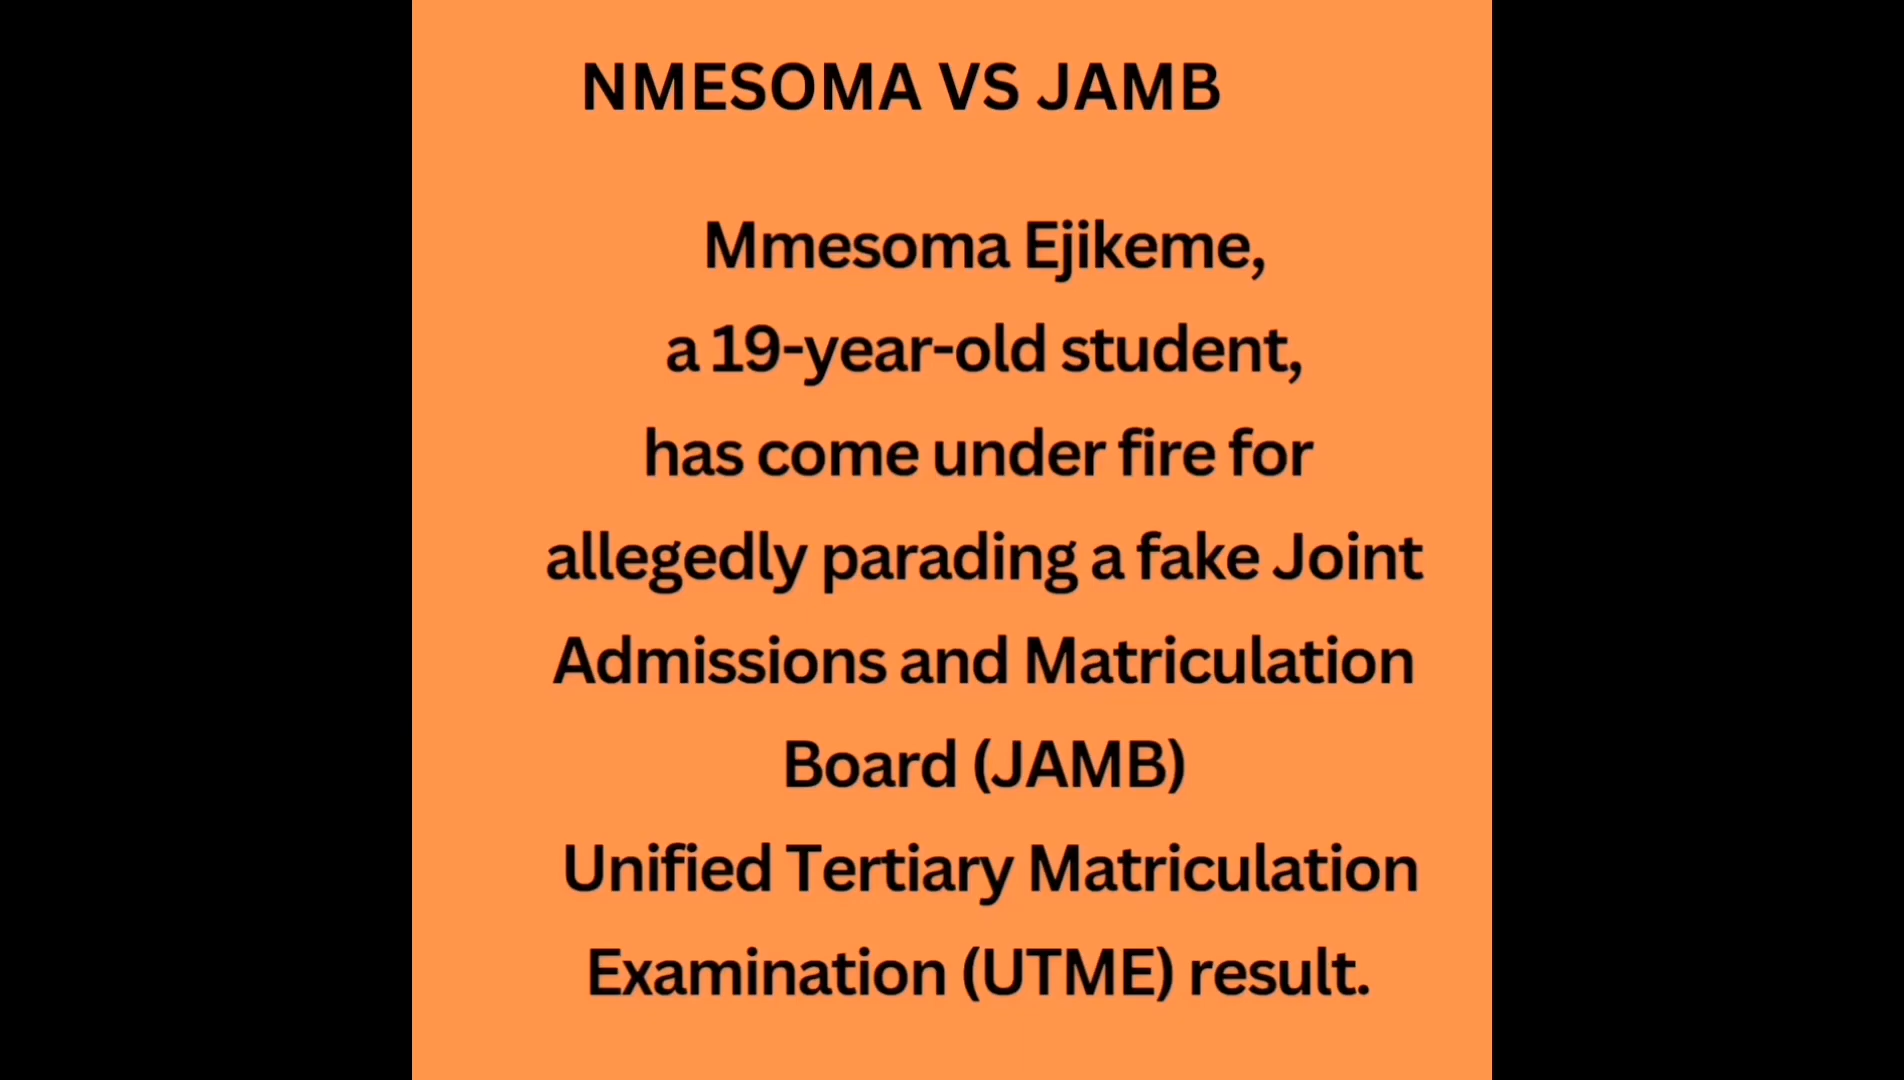 NMESOMA VS JAMB
Mmesoma Ejikeme,
a 19-year-old student,
has come under fire for
allegedly parading a fake Joint
Admissions and Matriculation
Board (JAMB)
Unified Tertiary Matriculation
Examination (UTME) result.